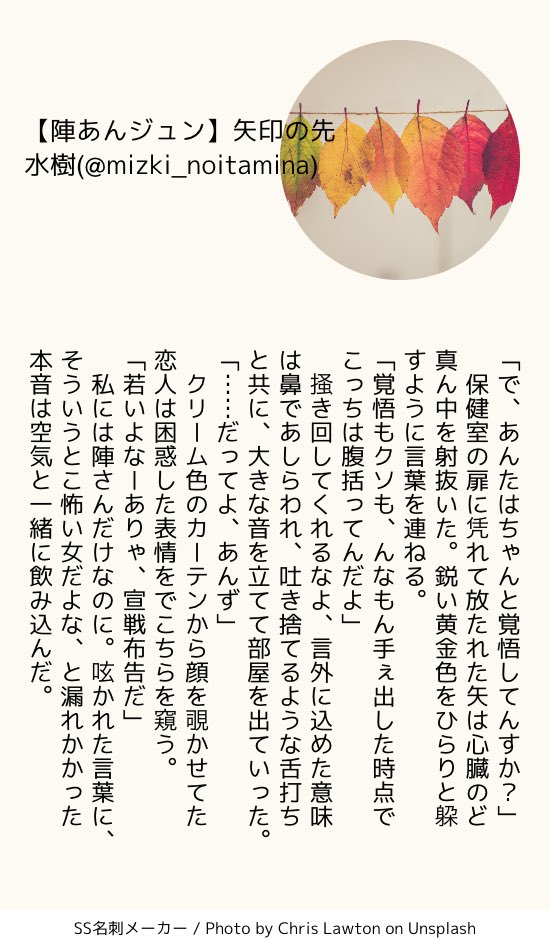 【陣あんジュン】矢印の先
水樹(@mizki_noitamina)
「で、あんたはちゃんと覚悟してんすか？」
　保健室の扉に凭れて放たれた矢は心臓のど
真ん中を射抜いた。鋭い黄金色をひらりと躱
すように言葉を連ねる。
「覚悟もクソも、んなもん手ぇ出した時点で
こっちは腹括ってんだよ」
　掻き回してくれるなよ、言外に込めた意味
は鼻であしらわれ、吐き捨てるような舌打ち
と共に、大きな音を立てて部屋を出ていった。
「……だってよ、あんず」
　クリーム色のカーテンから顔を覗かせてた
恋人は困惑した表情をでこちらを窺う。
「若いよなーありゃ、宣戦布告だ」
　私には陣さんだけなのに。呟かれた言葉に、
そういうとこ怖い女だよな、と漏れかかった
本音は空気と一緒に飲み込んだ。
SS名刺メーカー / Photo by Chris Lawton on Unsplash